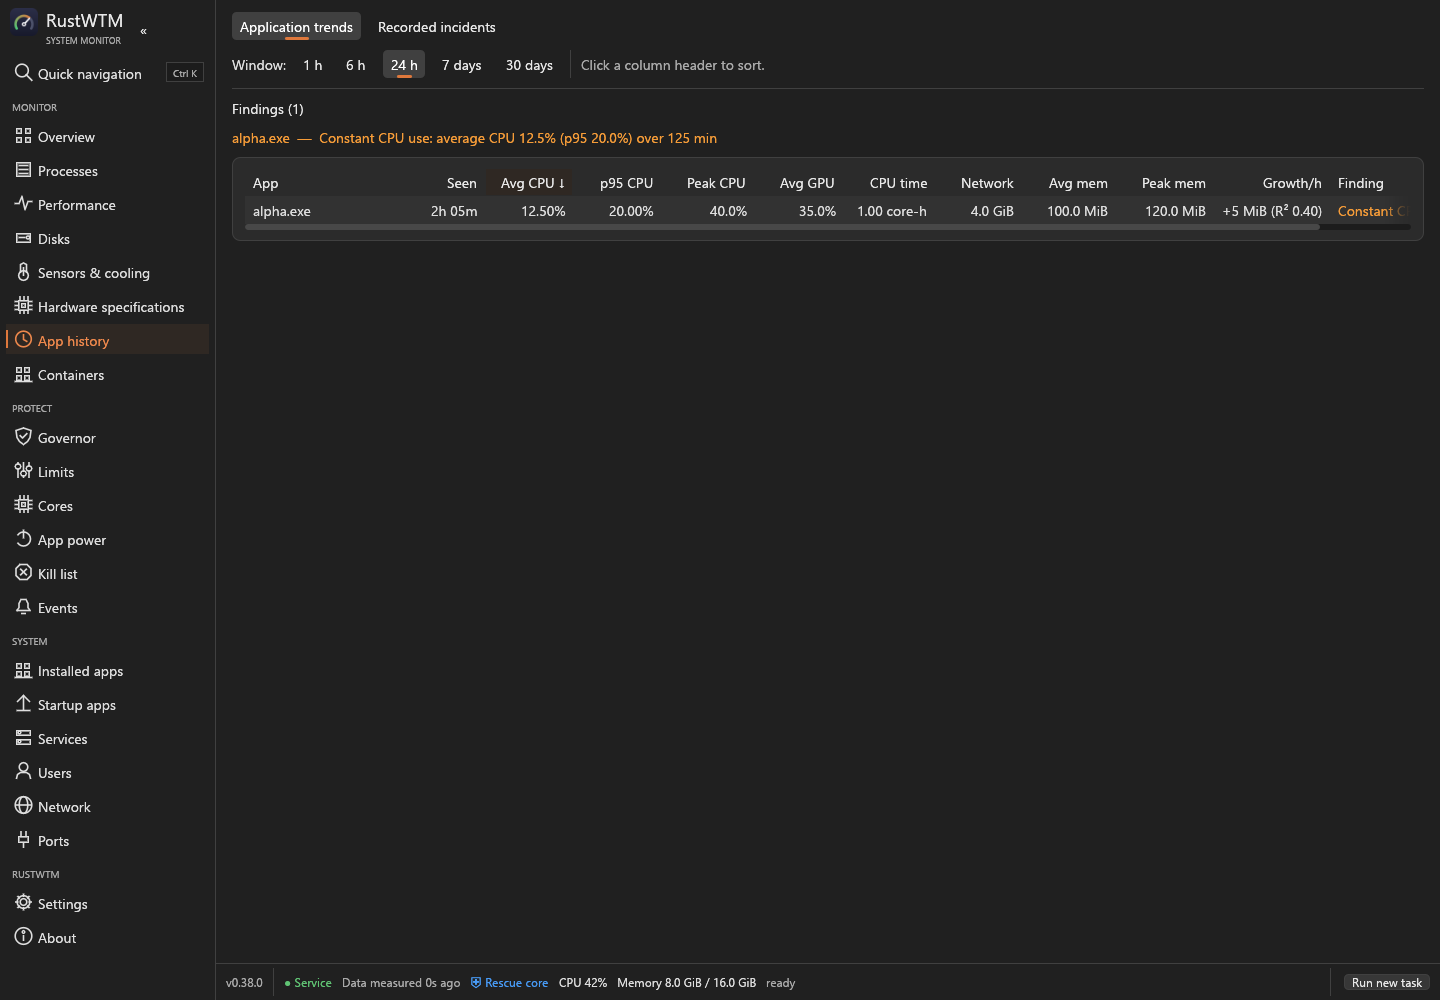 RustWTM
SYSTEM MONITOR
«
Quick navigation Ctrl K
MONITOR
Overview
Processes
Performance
Disks
Sensors & cooling
Hardware specifications
App history
Containers
PROTECT
Governor
Limits
Cores
App power
Kill list
Events
SYSTEM
Installed apps
Startup apps
Services
Users
Network
Ports
RUSTWTM
Settings
About
Application trends Recorded incidents
Window: 1 h 6 h 24 h 7 days 30 days Click a column header to sort.
Findings (1)
alpha.exe — Constant CPU use: average CPU 12.5% (p95 20.0%) over 125 min
App Seen Avg CPU ↓ p95 CPU Peak CPU Avg GPU CPU time Network Avg mem Peak mem Growth/h Finding
alpha.exe 2h 05m 12.50% 20.00% 40.0% 35.0% 1.00 core-h 4.0 GiB 100.0 MiB 120.0 MiB +5 MiB (R² 0.40) Constant
v0.38.0 ● Service Data measured 0s ago Rescue core CPU 42% Memory 8.0 GiB / 16.0 GiB ready Run new task